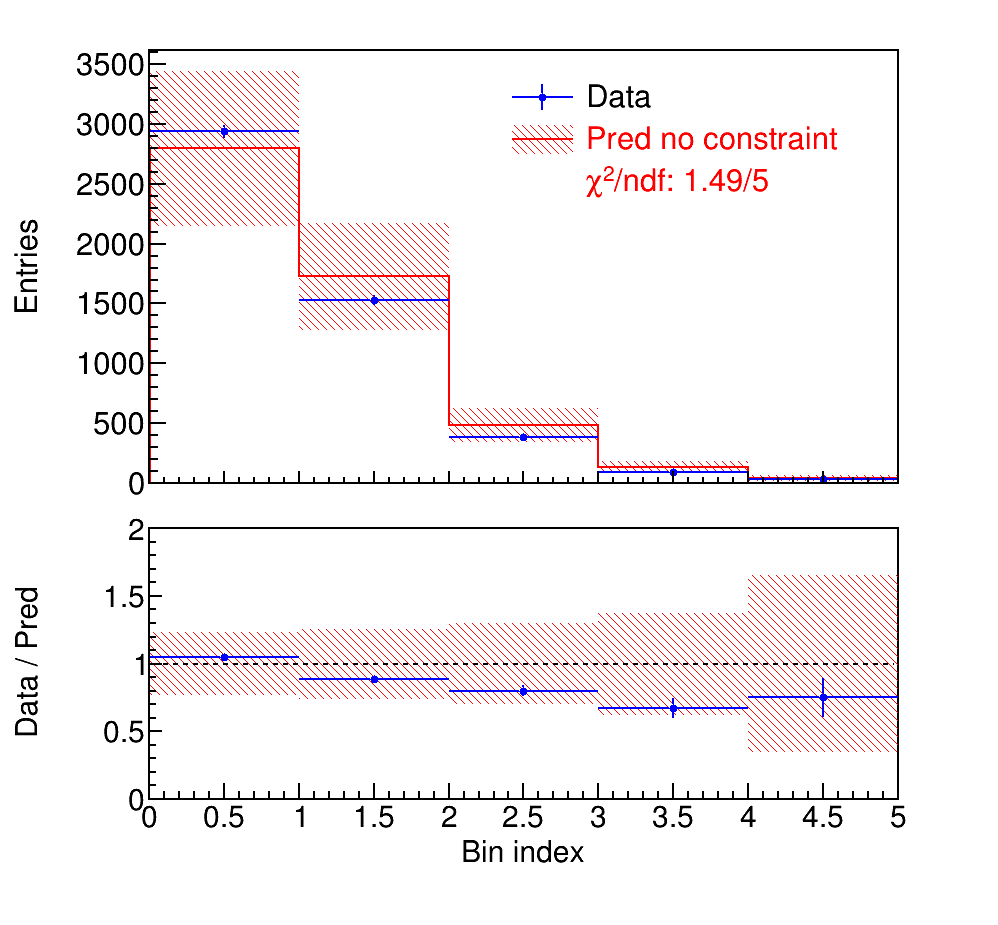 3500
3000
2500
2000
1500
1000
500
0
Entries
Data
Pred no constraint
χ²/ndf: 1.49/5
2
1.5
1
0.5
0
Data / Pred
0 0.5 1 1.5 2 2.5 3 3.5 4 4.5 5
Bin index